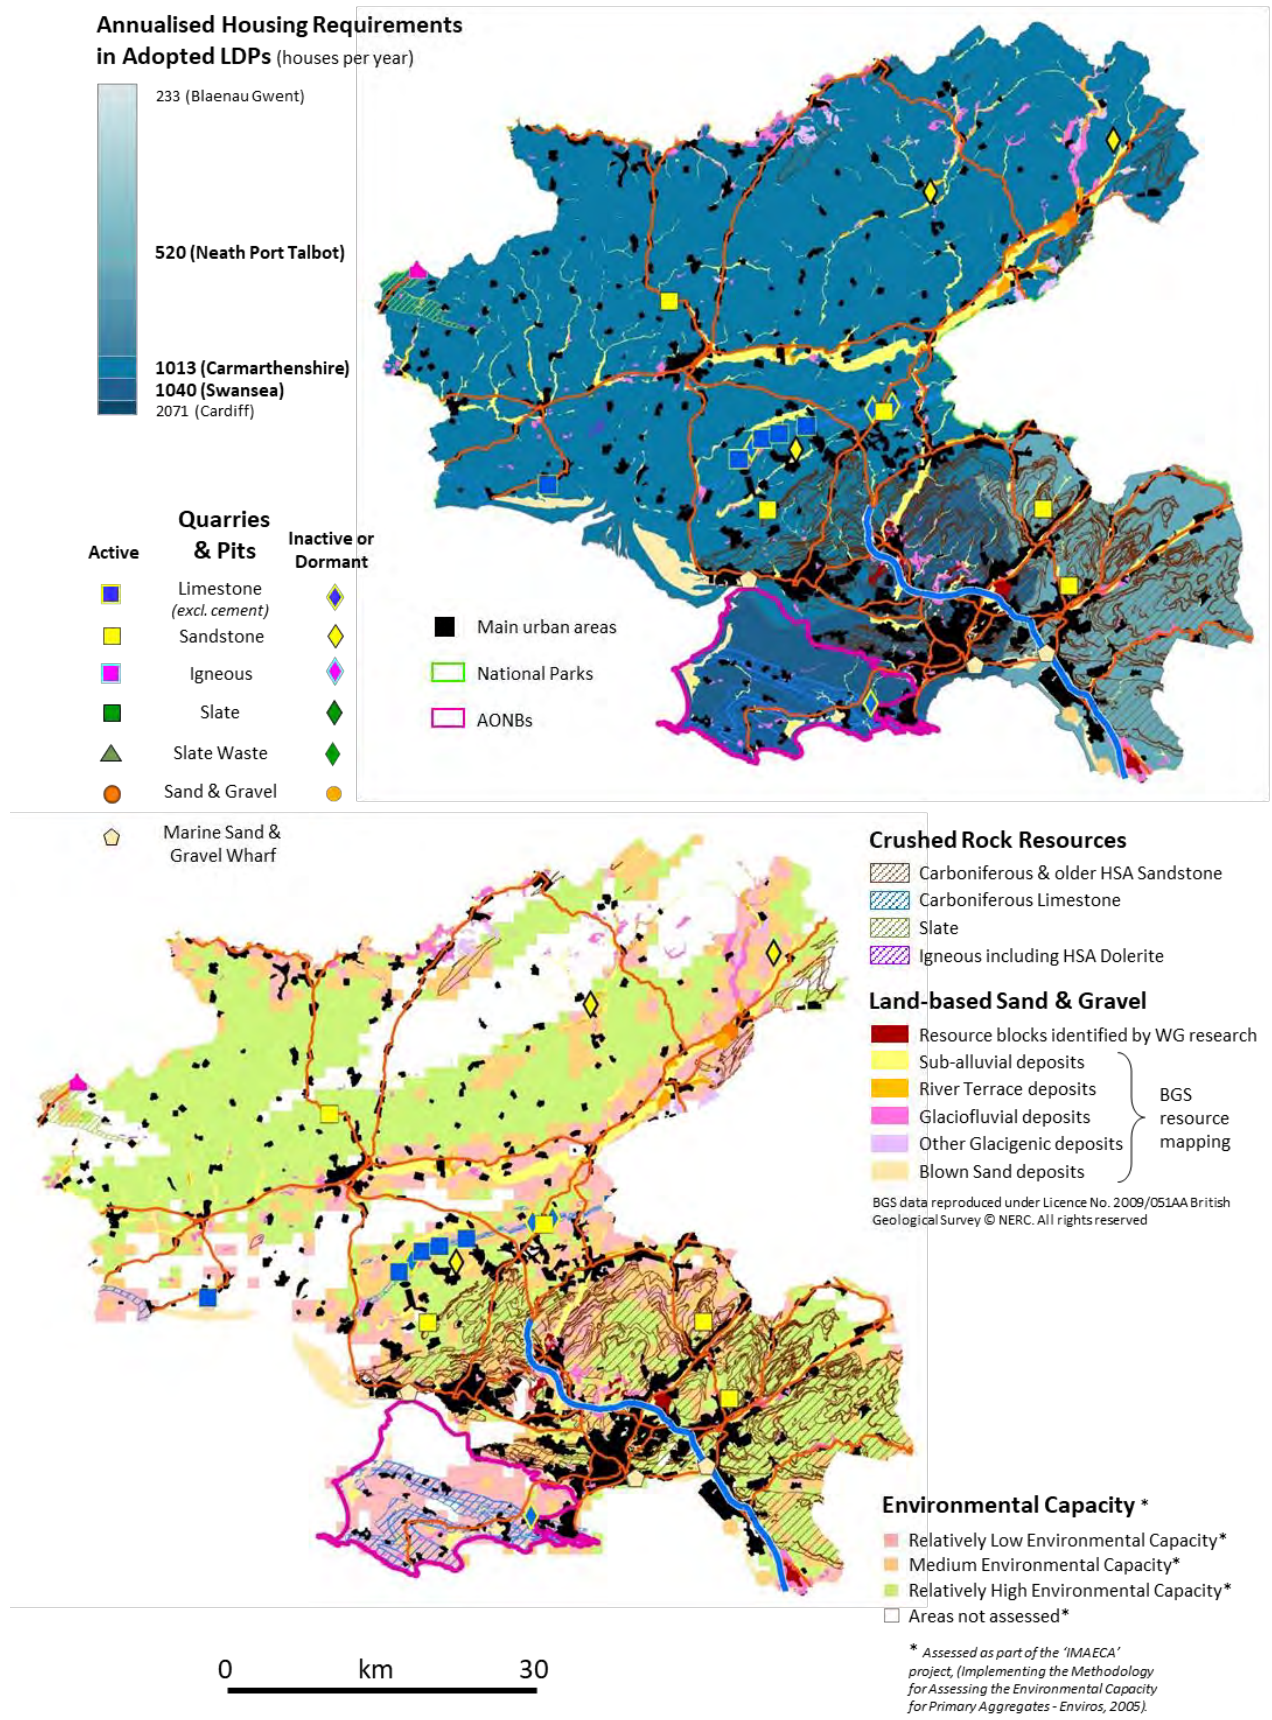 Annualised Housing Requirements
in Adopted LDPs (houses per year)
233 (Blaenau Gwent)
520 (Neath Port Talbot)
1013 (Carmarthenshire)
1040 (Swansea)
2071 (Cardiff)
Quarries
& Pits
Active
Inactive or
Dormant
Limestone
(excl. cement)
Sandstone
Igneous
Slate
Slate Waste
Sand & Gravel
Marine Sand &
Gravel Wharf
Main urban areas
National Parks
AONBs
Crushed Rock Resources
Carboniferous & older HSA Sandstone
Carboniferous Limestone
Slate
Igneous including HSA Dolerite
Land-based Sand & Gravel
Resource blocks identified by WG research
Sub-alluvial deposits
River Terrace deposits
Glaciofluvial deposits
Other Glacigenic deposits
Blown Sand deposits
BGS
resource
mapping
BGS data reproduced under Licence No. 2009/051AA British
Geological Survey © NERC. All rights reserved
Environmental Capacity *
Relatively Low Environmental Capacity*
Medium Environmental Capacity*
Relatively High Environmental Capacity*
Areas not assessed*
* Assessed as part of the ‘IMAECA’
project, (Implementing the Methodology
for Assessing the Environmental Capacity
for Primary Aggregates - Enviros, 2005).
0 km 30